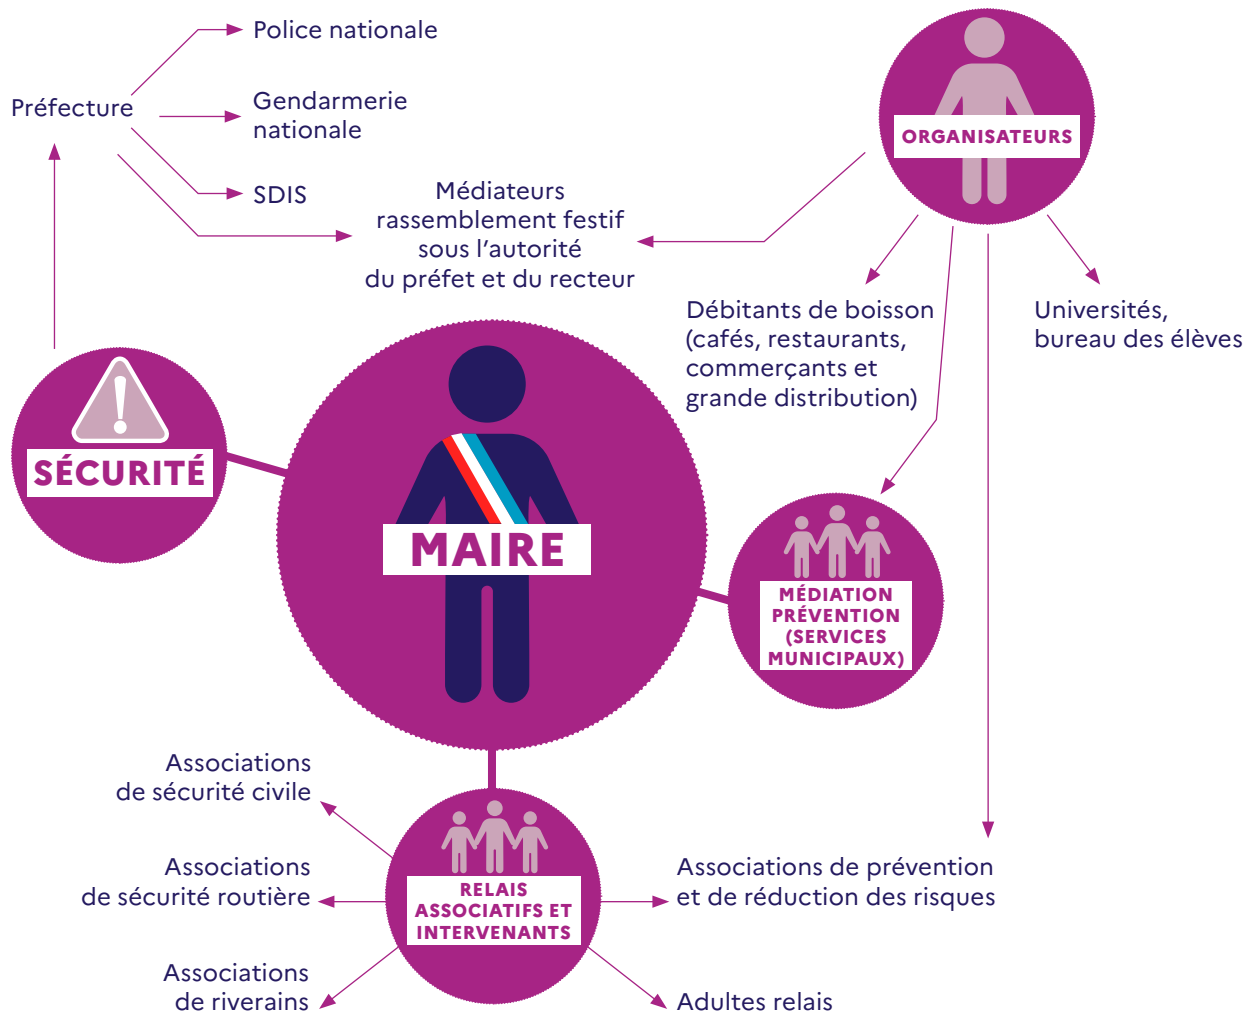 Police nationale
Préfecture
Gendarmerie
nationale
SDIS
ORGANISATEURS
Médiateurs
rassemblement festif
sous l'autorité
du préfet et du recteur
Débitants de boisson
(cafés, restaurants,
commerçants et
grande distribution)
Universités,
bureau des élèves
SÉCURITÉ
MAIRE
MÉDIATION
PRÉVENTION
(SERVICES
MUNICIPAUX)
Associations
de sécurité civile
Associations
de sécurité routière
Associations
de riverains
RELAIS
ASSOCIATIFS ET
INTERVENANTS
Associations de prévention
et de réduction des risques
Adultes relais